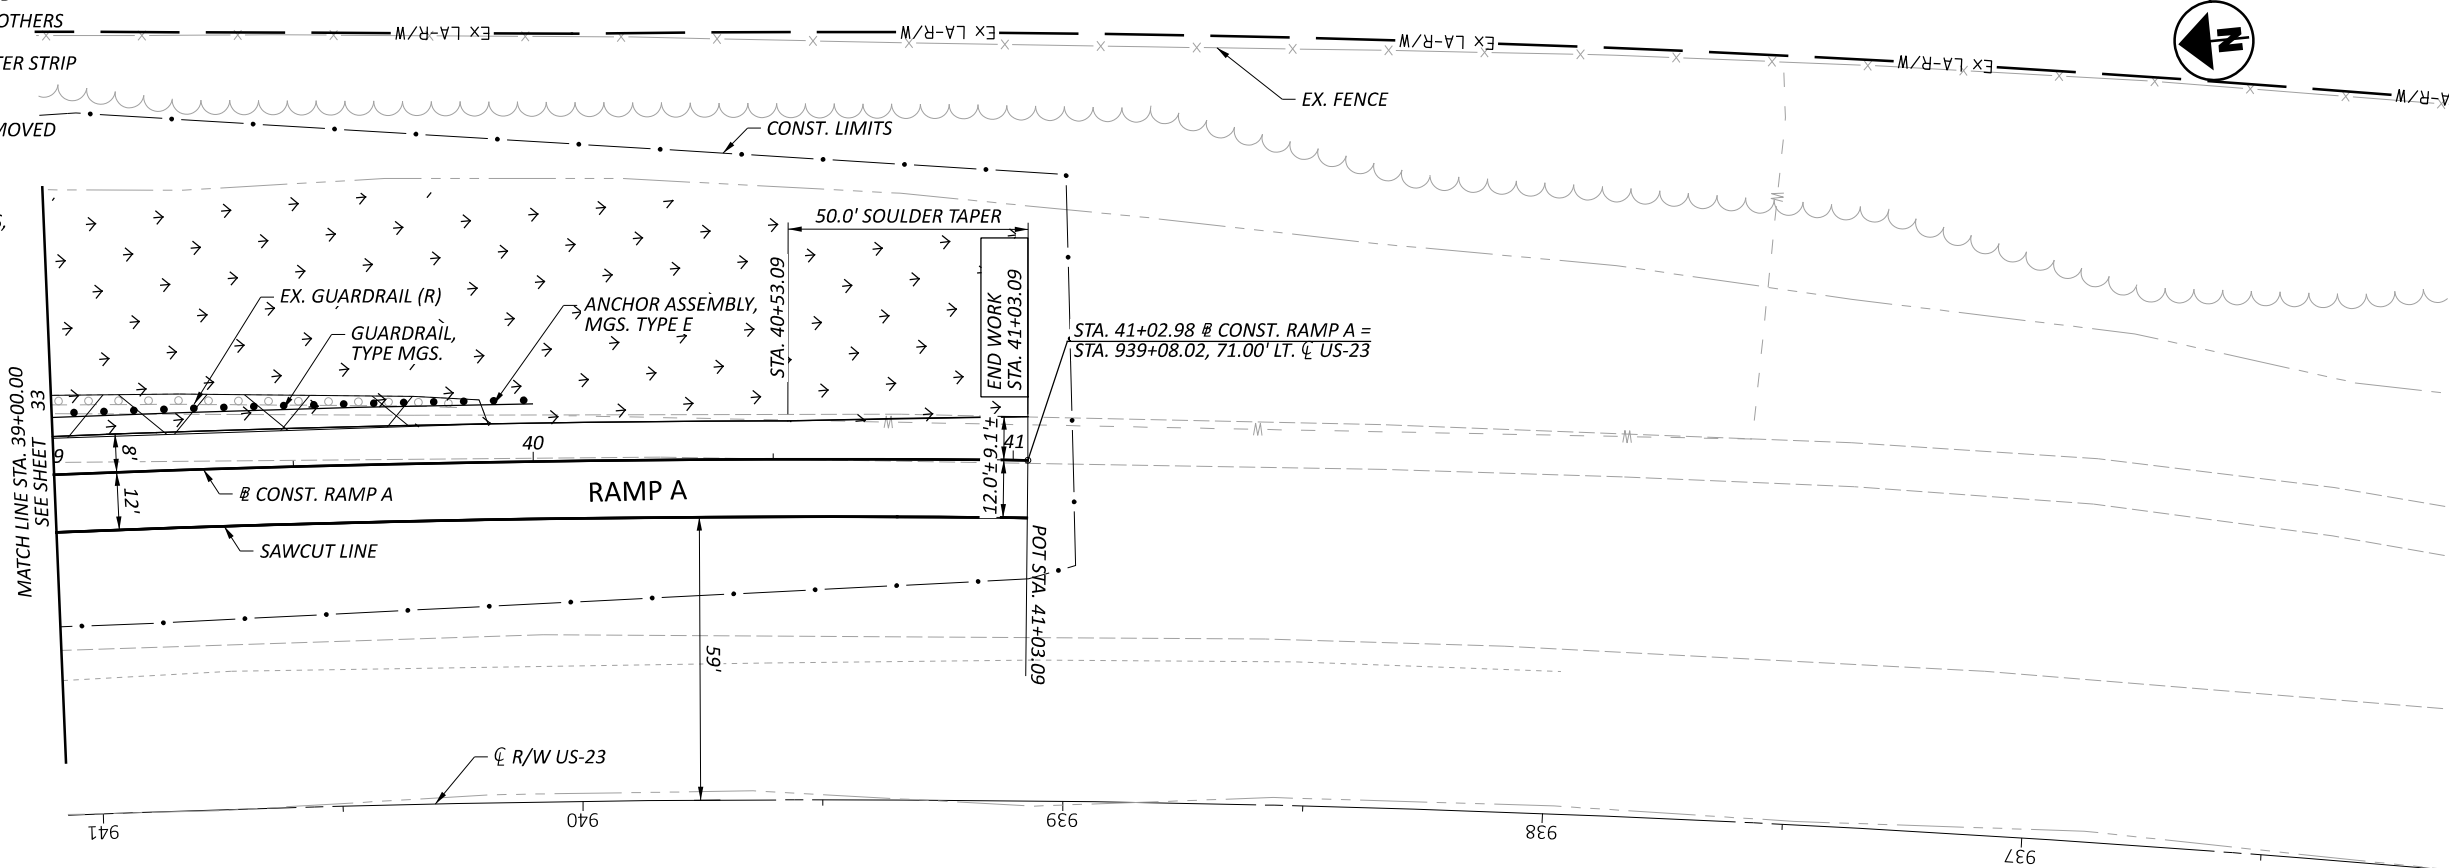 OTHERS
Ex LA-R/W
Ex LA-R/W
Ex LA-R/W
Ex LA-R/W
A-R/W
N
TER STRIP
EX. FENCE
MOVED
CONST. LIMITS
50.0' SOULDER TAPER
STA. 40+53.09
END WORK
STA. 41+03.09
EX. GUARDRAIL (R)
GUARDRAIL,
TYPE MGS.
ANCHOR ASSEMBLY,
MGS. TYPE E
STA. 41+02.98 ⅊ CONST. RAMP A =
STA. 939+08.02, 71.00' LT. ℄ US-23
MATCH LINE STA. 39+00.00
SEE SHEET 33
9
40
41
8'
12'
12.0'± 9.1'±
W
W
W
W
⅊ CONST. RAMP A
RAMP A
SAWCUT LINE
POT STA. 41+03.09
59'
℄ R/W US-23
941
940
939
938
937